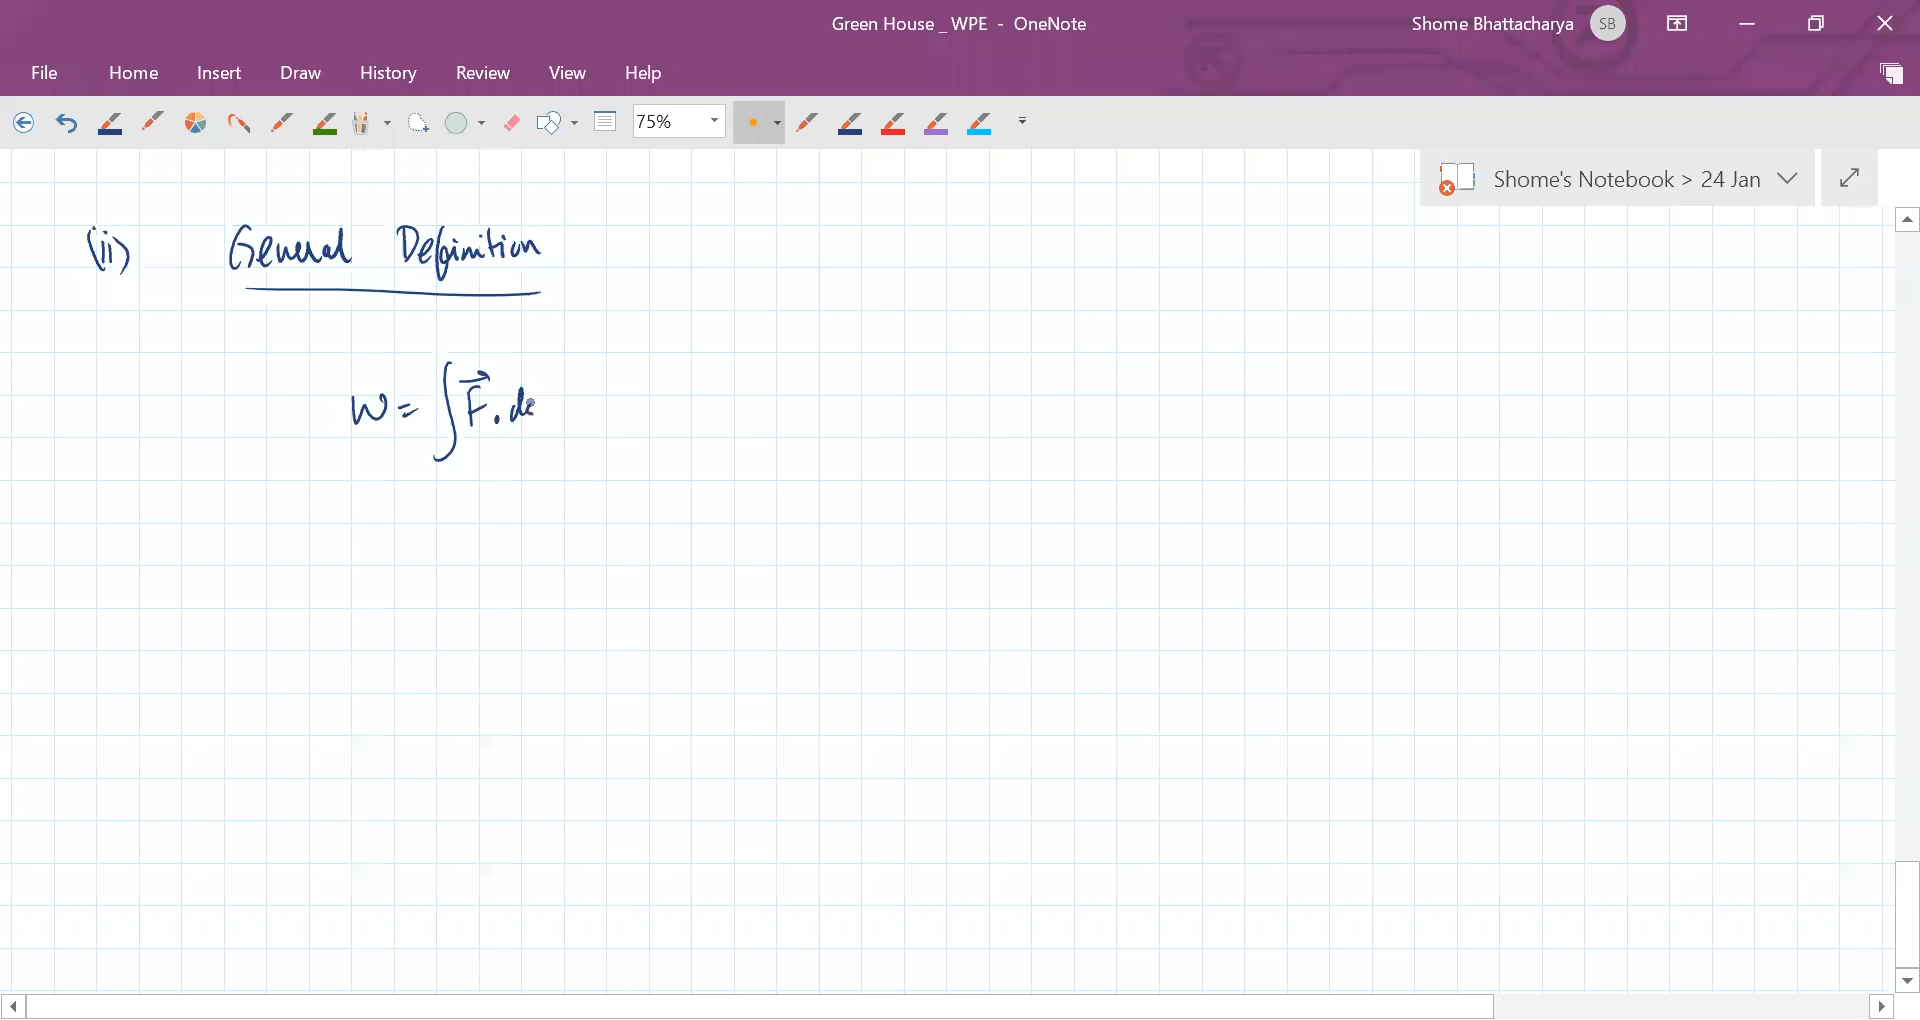 Green House _ WPE - OneNote
Shome Bhattacharya SB
File Home Insert Draw History Review View Help
75%
Shome's Notebook > 24 Jan
(ii) General Definition
W = ∫ F⃗ . d